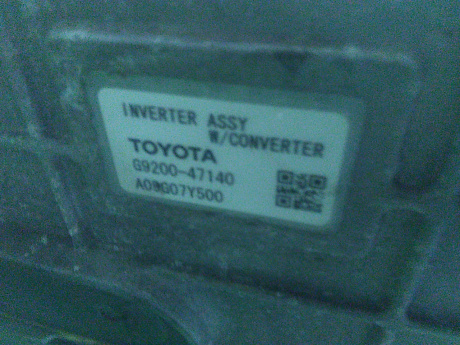 INVERTER ASSY
W/CONVERTER
TOYOTA
G9200-47140
A09G07Y500